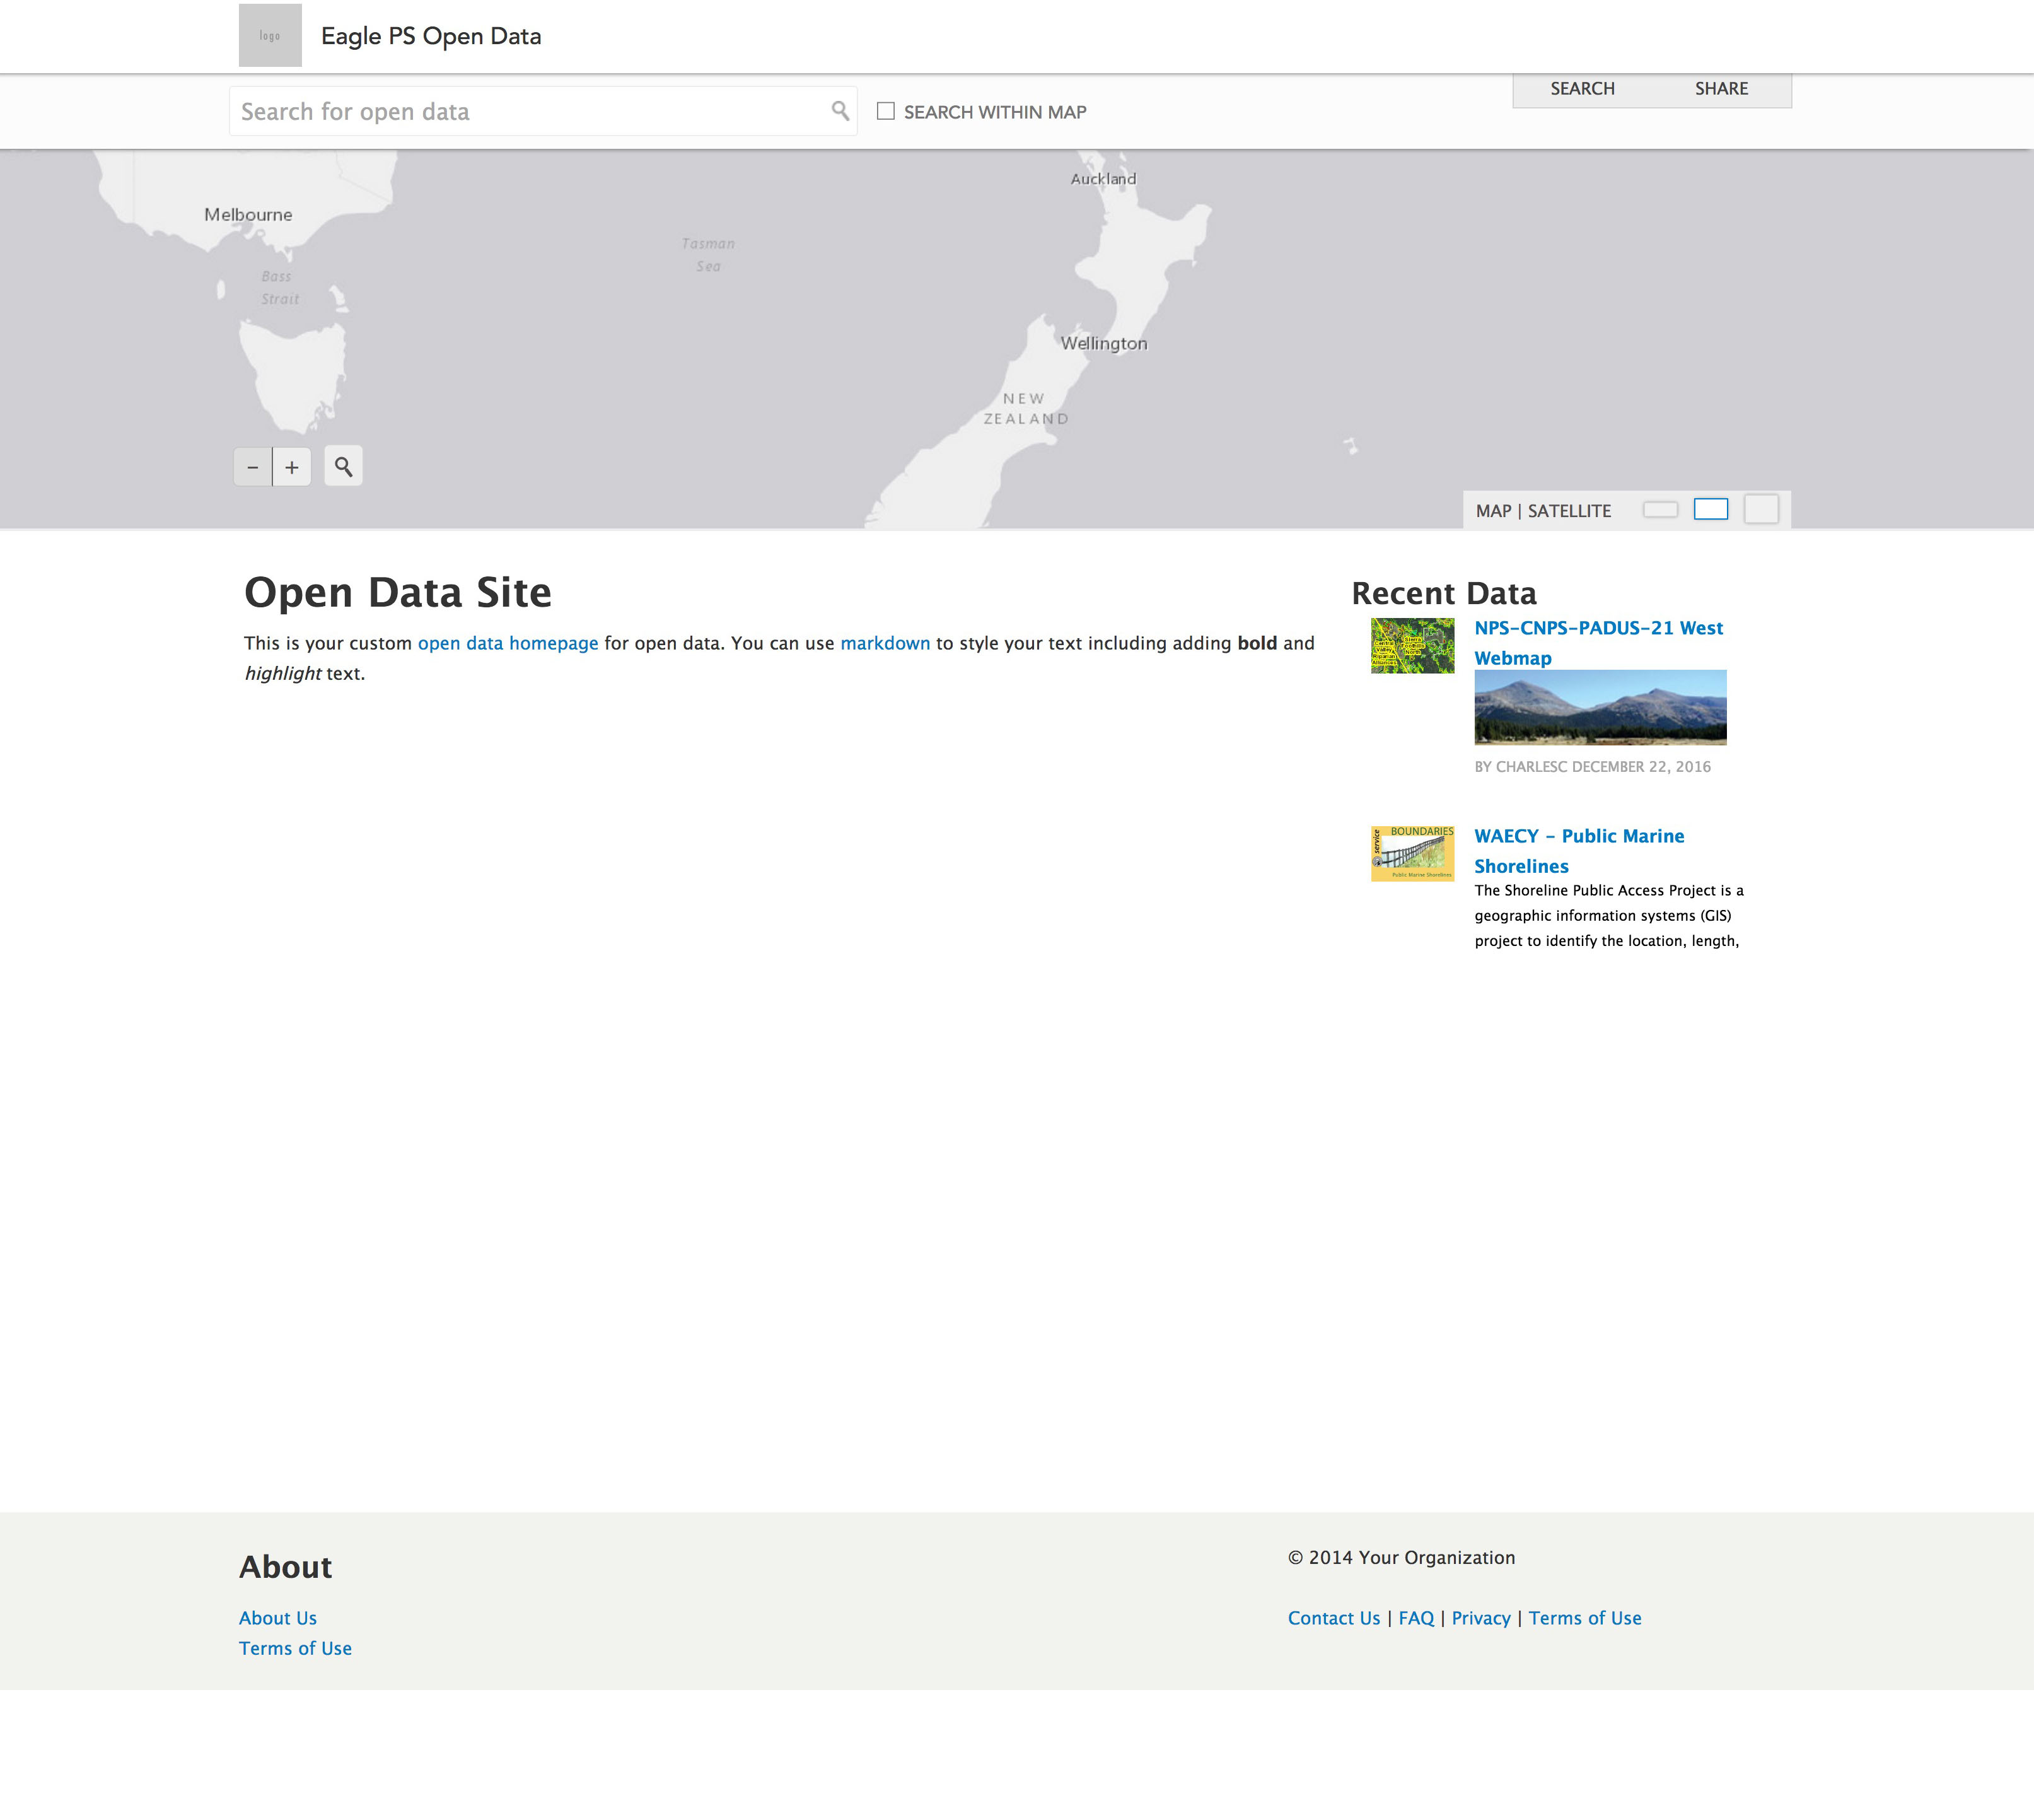 logo
Eagle PS Open Data
Search for open data
SEARCH WITHIN MAP
SEARCH SHARE
Auckland
Melbourne
Tasman
Sea
Bass
Strait
Wellington
NEW
ZEALAND
− +
MAP | SATELLITE
Open Data Site
This is your custom open data homepage for open data. You can use markdown to style your text including adding bold and
highlight text.
Recent Data
NPS-CNPS-PADUS-21 West
Webmap
BY CHARLESC DECEMBER 22, 2016
BOUNDARIES
service
Public Marine Shorelines
WAECY - Public Marine
Shorelines
The Shoreline Public Access Project is a
geographic information systems (GIS)
project to identify the location, length,
About
About Us
Terms of Use
© 2014 Your Organization
Contact Us | FAQ | Privacy | Terms of Use